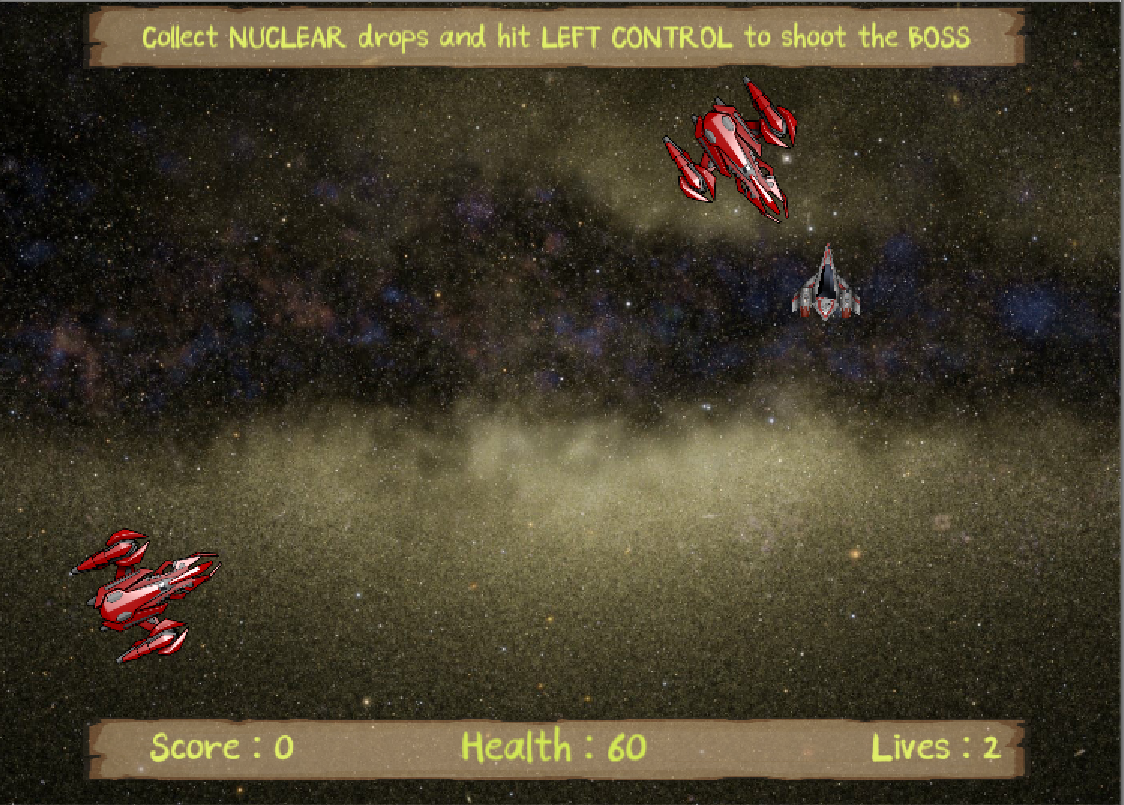 Collect NUCLEAR drops and hit LEFT CONTROL to shoot the BOSS
Score : 0 Health : 60 Lives : 2